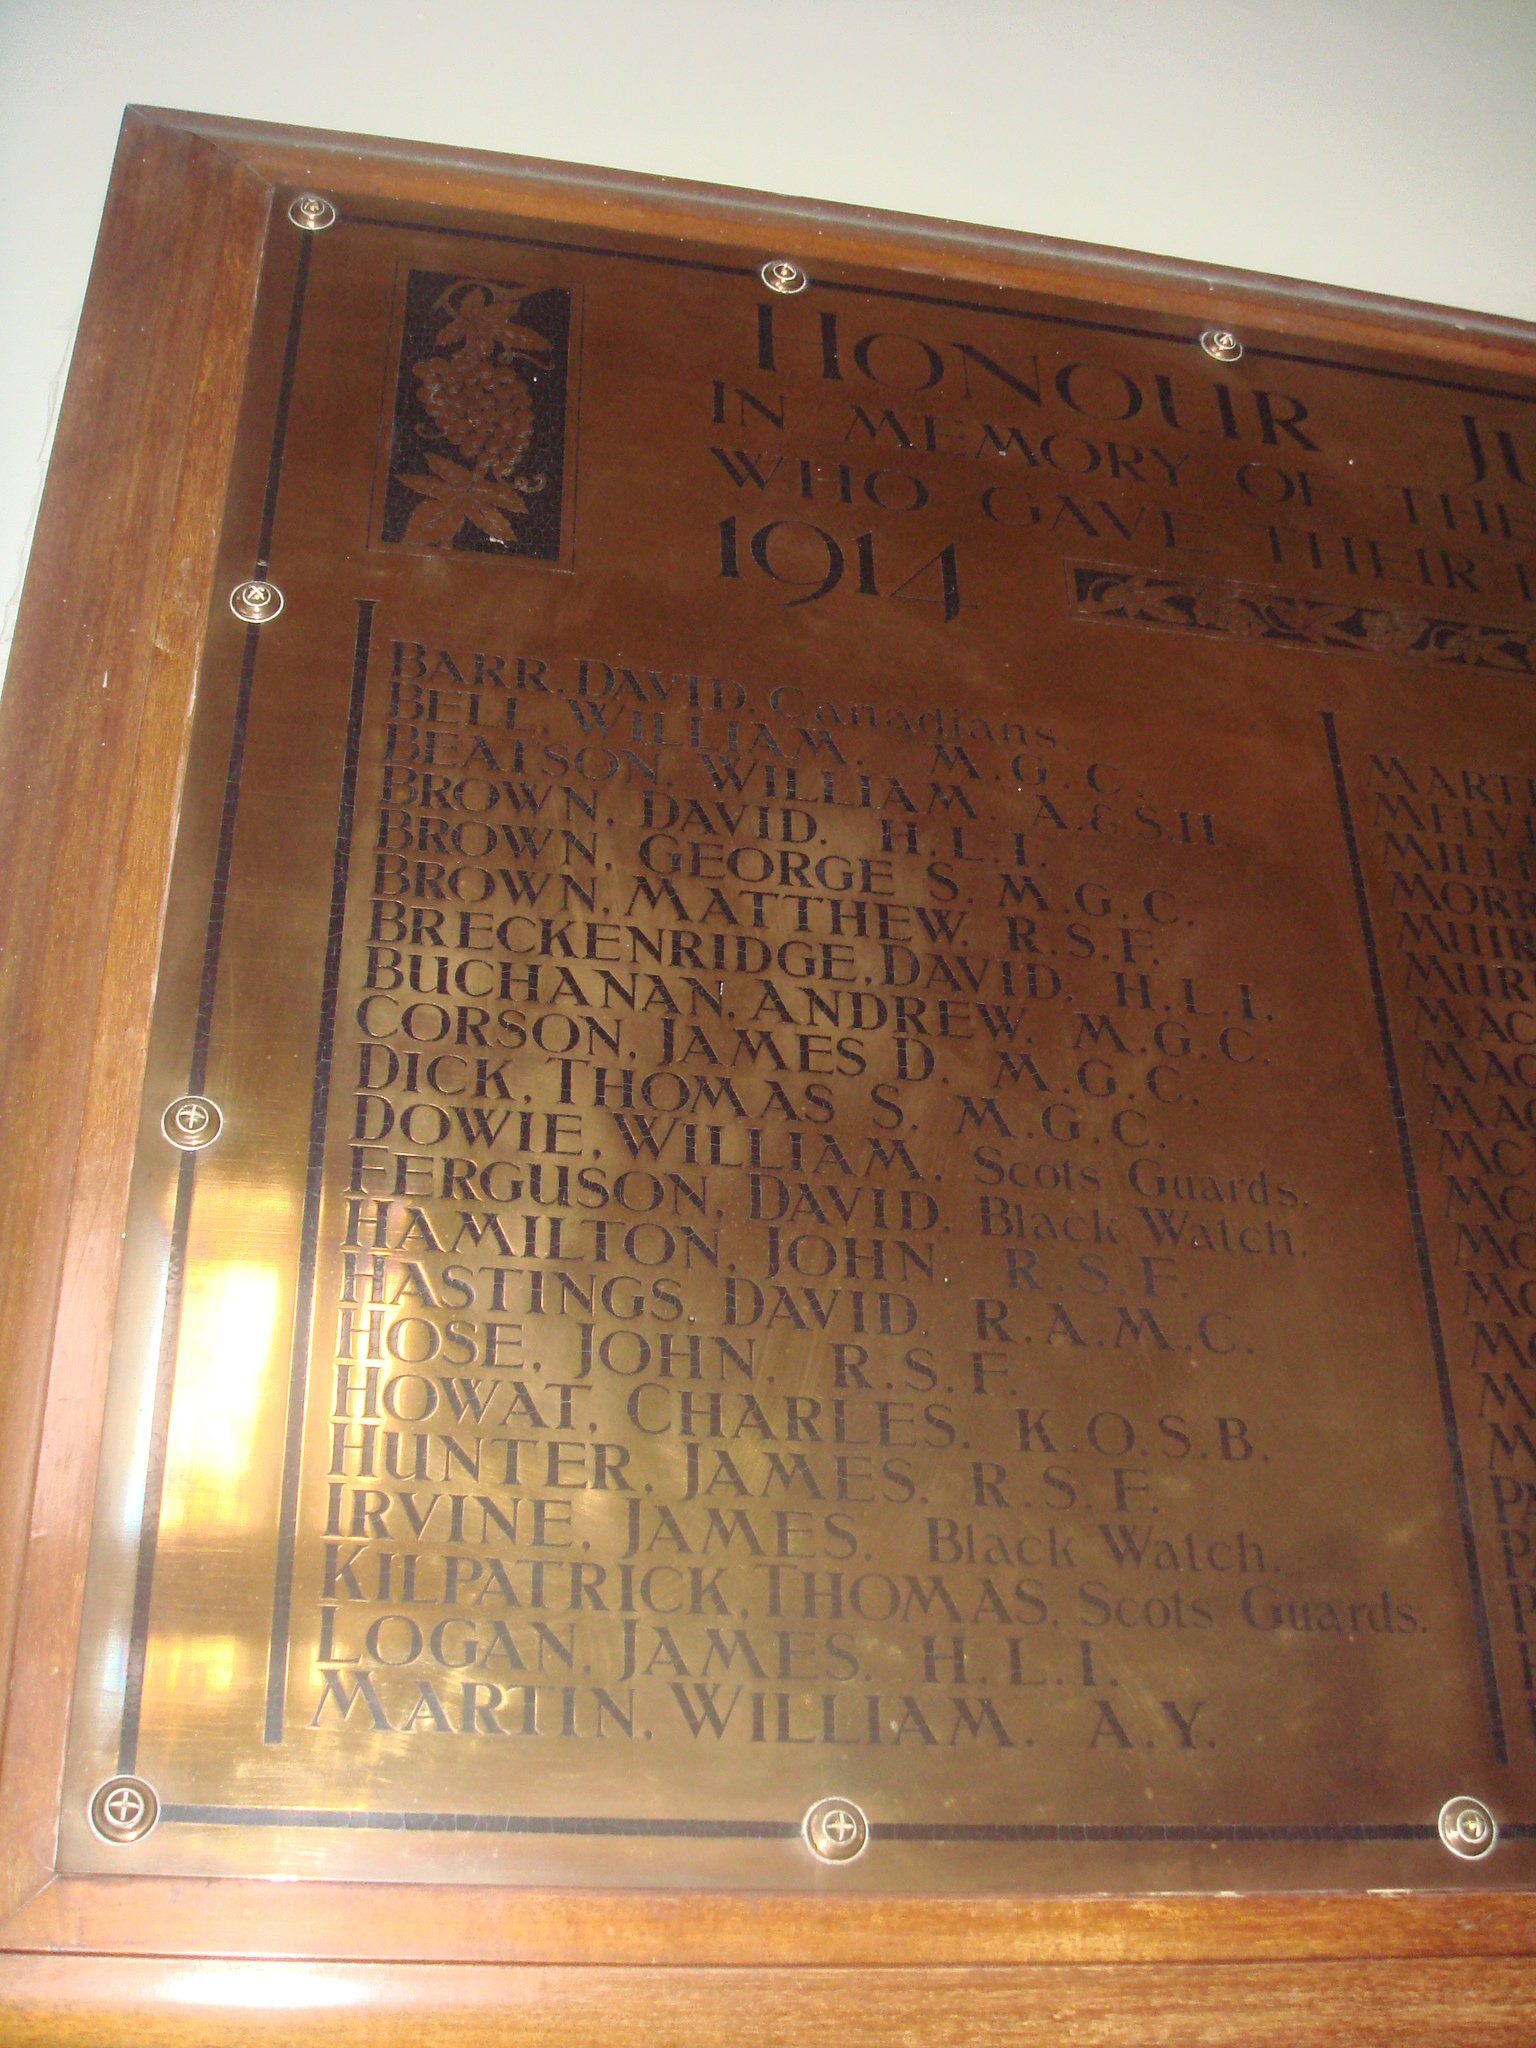 HONOUR
IN MEMORY OF THE
WHO GAVE THEIR
1914
BARR, DAVID. Canadians.
BELL, WILLIAM. M.G.C.
BEATSON, WILLIAM. A.&S.H.
BROWN, DAVID. H.L.I.
BROWN, GEORGE S. M.G.C.
BROWN, MATTHEW. R.S.F.
BRECKENRIDGE, DAVID. H.L.I.
BUCHANAN, ANDREW. M.G.C.
CORSON, JAMES D. M.G.C.
DICK, THOMAS S. M.G.C.
DOWIE, WILLIAM. Scots Guards.
FERGUSON, DAVID. Black Watch.
HAMILTON, JOHN. R.S.F.
HASTINGS, DAVID. R.A.M.C.
HOSE, JOHN. R.S.F.
HOWAT, CHARLES. K.O.S.B.
HUNTER, JAMES. R.S.F.
IRVINE, JAMES. Black Watch.
KILPATRICK, THOMAS. Scots Guards.
LOGAN, JAMES. H.L.I.
MARTIN, WILLIAM. A.Y.